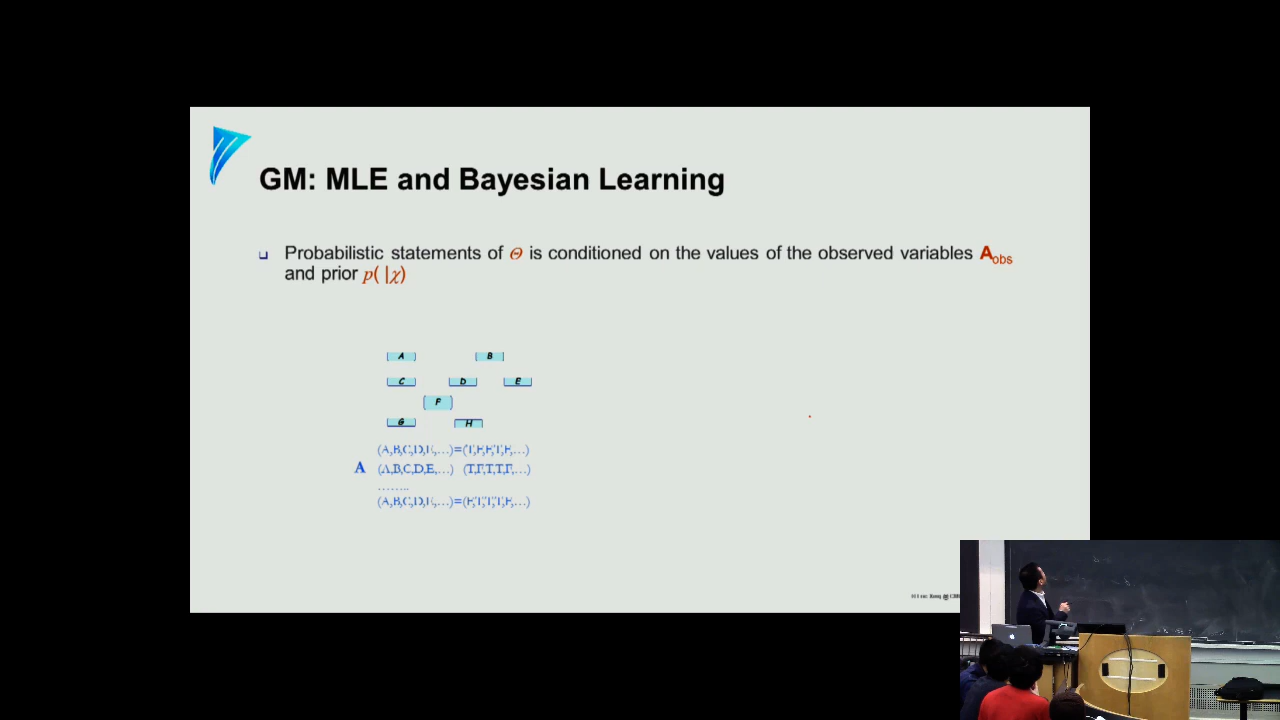 GM: MLE and Bayesian Learning
Probabilistic statements of Θ is conditioned on the values of the observed variables A_obs
and prior p( |χ)
A B
C D E
F
G H
(A,B,C,D,E,…)=(T,F,F,T,F,…)
A (A,B,C,D,E,…) (T,F,T,T,F,…)
……..
(A,B,C,D,E,…)=(F,T,T,T,F,…)